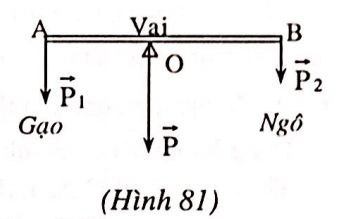 A Vai B
O
P₁ P₂
Gạo P Ngô
(Hình 81)